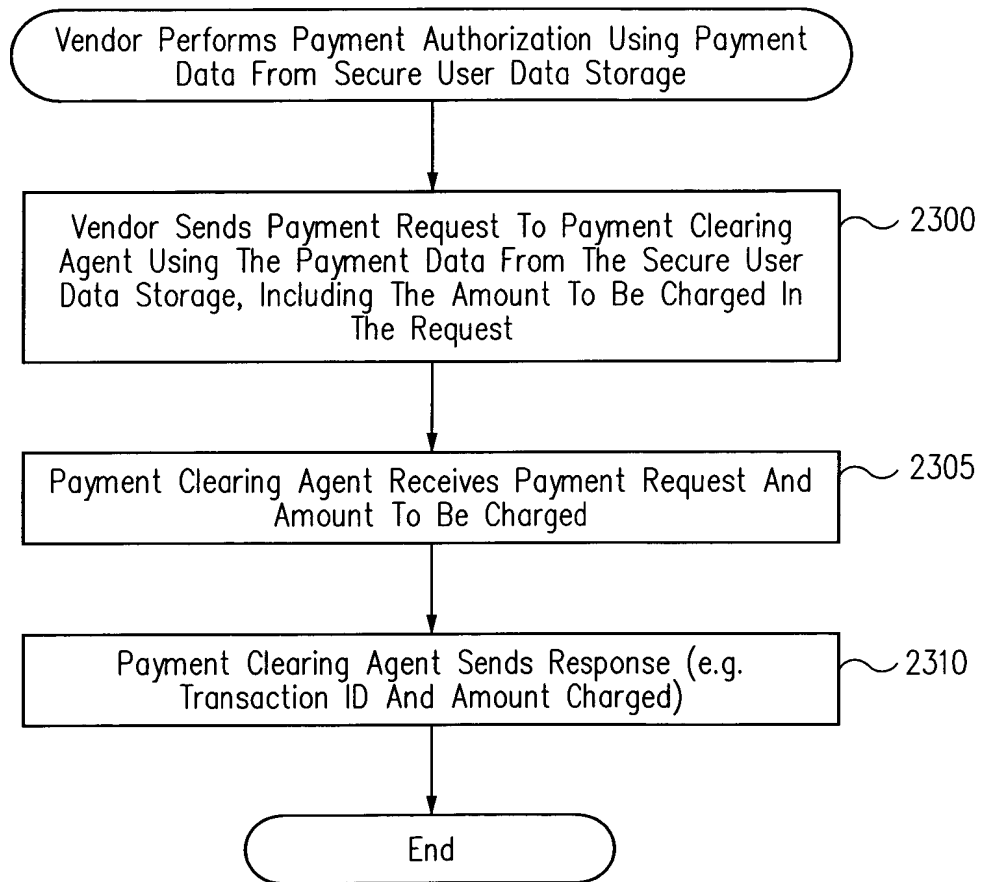 Vendor Performs Payment Authorization Using Payment
Data From Secure User Data Storage
Vendor Sends Payment Request To Payment Clearing
Agent Using The Payment Data From The Secure User
Data Storage, Including The Amount To Be Charged In
The Request
2300
Payment Clearing Agent Receives Payment Request And
Amount To Be Charged
2305
Payment Clearing Agent Sends Response (e.g.
Transaction ID And Amount Charged)
2310
End